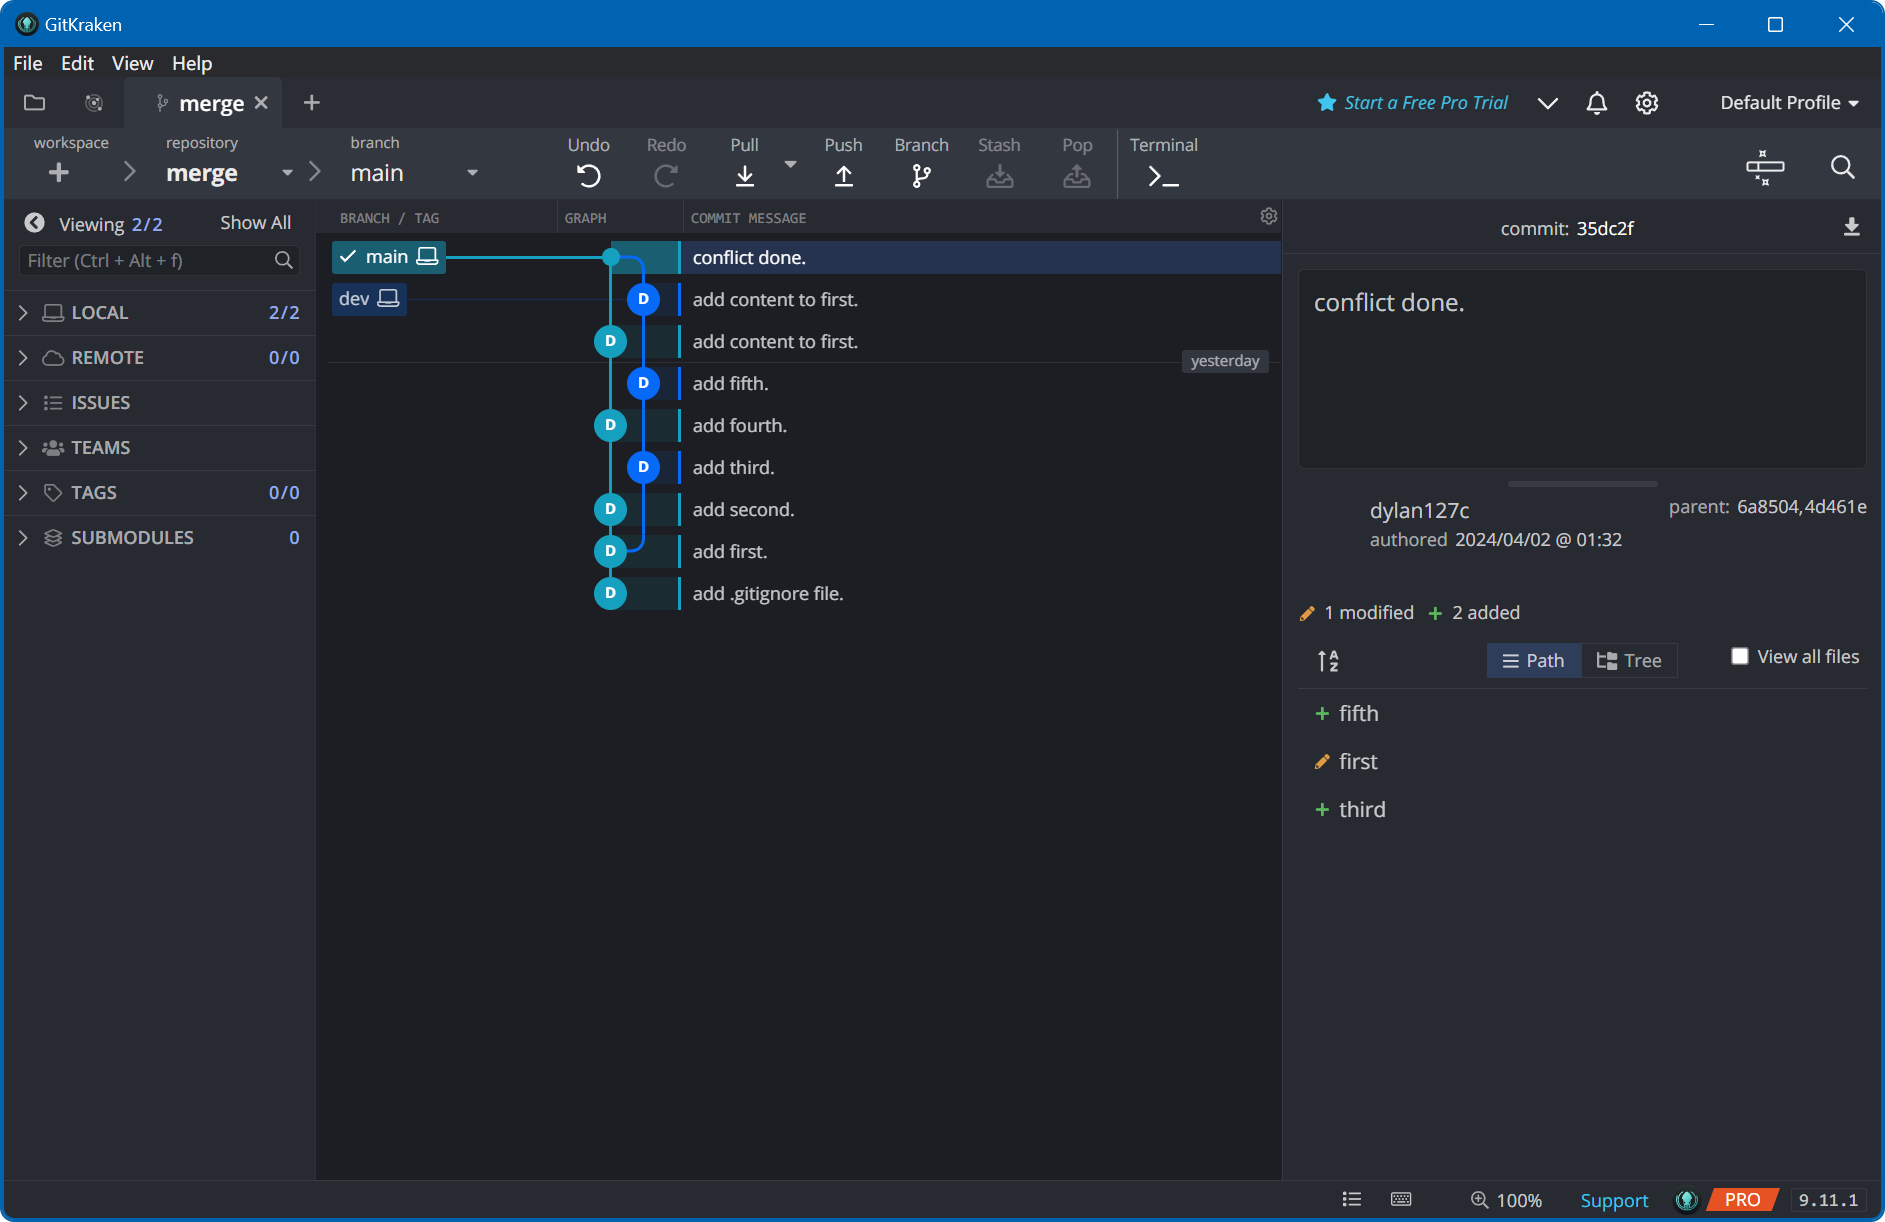 GitKraken
File Edit View Help
merge
Start a Free Pro Trial
Default Profile
workspace
repository
merge
branch
main
Undo
Redo
Pull
Push
Branch
Stash
Pop
Terminal
Viewing 2/2 Show All
Filter (Ctrl + Alt + f)
LOCAL 2/2
REMOTE 0/0
ISSUES
TEAMS
TAGS 0/0
SUBMODULES 0
BRANCH / TAG GRAPH COMMIT MESSAGE
main conflict done.
dev D add content to first.
D add content to first.
yesterday
D add fifth.
D add fourth.
D add third.
D add second.
D add first.
D add .gitignore file.
commit: 35dc2f
conflict done.
dylan127c
authored 2024/04/02 @ 01:32
parent: 6a8504,4d461e
1 modified + 2 added
A
Z
Path Tree View all files
+ fifth
first
+ third
100% Support PRO 9.11.1